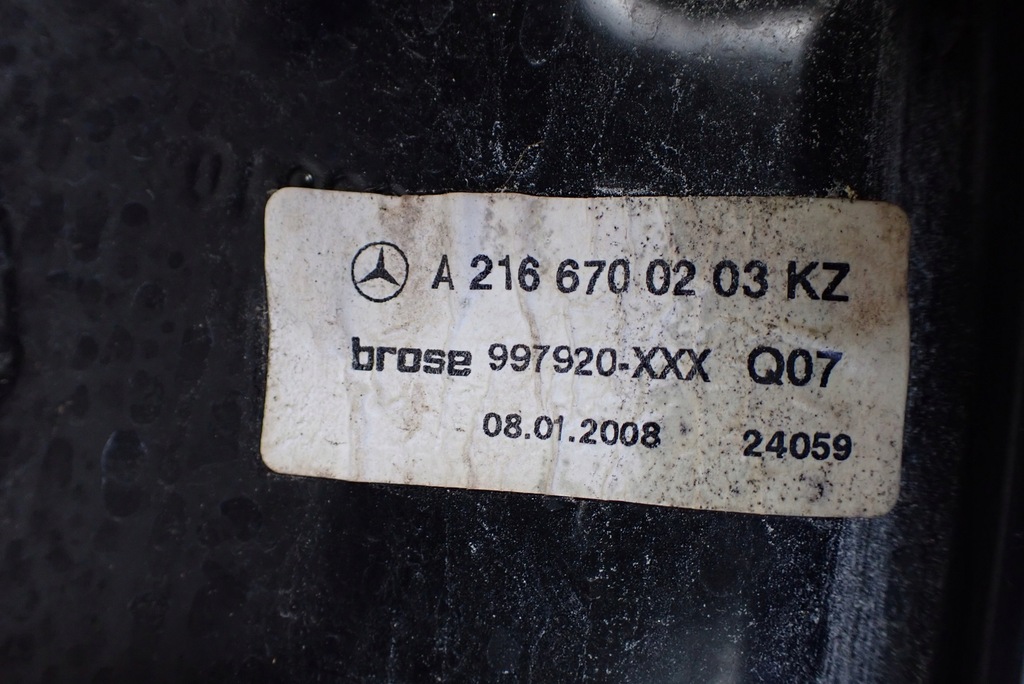 A 216 670 02 03 KZ
brose 997920-XXX Q07
08.01.2008 24059